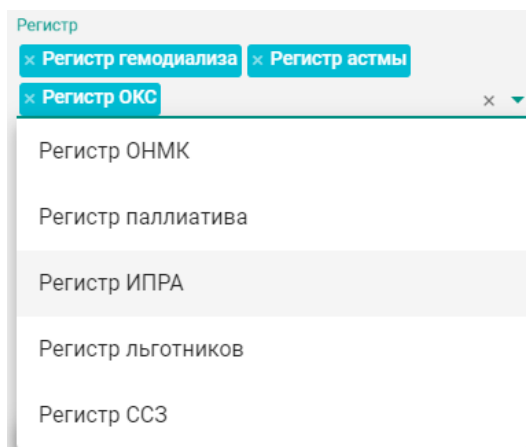 Регистр
× Регистр гемодиализа × Регистр астмы
× Регистр ОКС ×
Регистр ОНМК
Регистр паллиатива
Регистр ИПРА
Регистр льготников
Регистр ССЗ